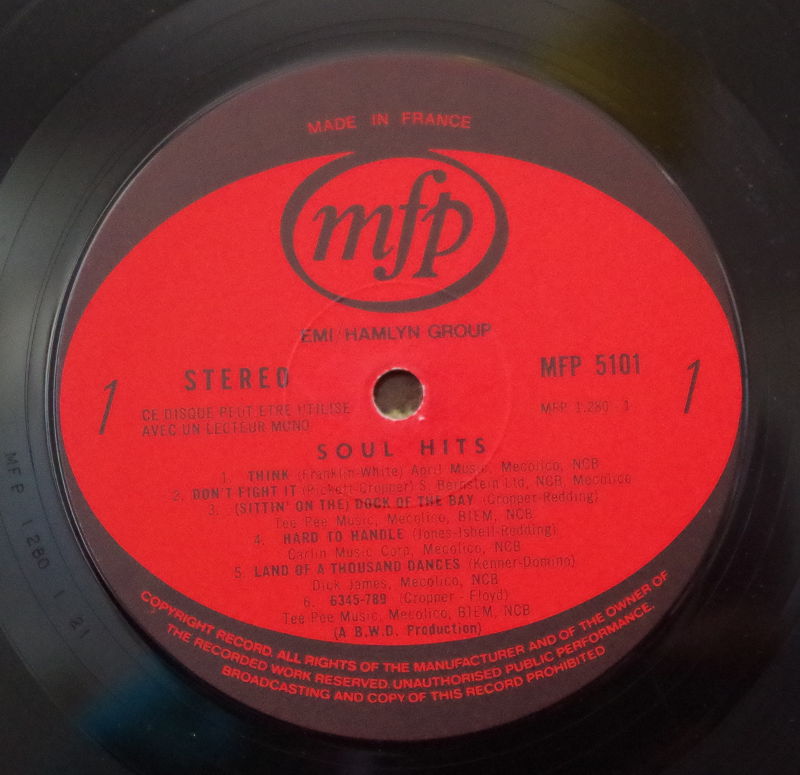 MADE IN FRANCE
mfp
EMI/HAMLYN GROUP
STEREO
MFP 5101
1
1
CE DISQUE PEUT ETRE UTILISE
AVEC UN LECTEUR MONO
MFP 1.280 - 1
SOUL HITS
1. THINK (Franklin-White) April Music, Mecolico, NCB
2. DON'T FIGHT IT (Pickett-Cropper) S. Bernstein Ltd, NCB, Mecolico
3. (SITTIN' ON THE) DOCK OF THE BAY (Cropper-Redding)
Tee Pee Music, Mecolico, BIEM, NCB
4. HARD TO HANDLE (Jones-Isbell-Redding)
Carlin Music Corp, Mecolico, NCB
5. LAND OF A THOUSAND DANCES (Kenner-Domino)
Dick James, Mecolico, NCB
6. 6345-789 (Cropper - Floyd)
Tee Pee Music, Mecolico, BIEM, NCB
(A B.W.D. Production)
COPYRIGHT RECORD. ALL RIGHTS OF THE MANUFACTURER AND OF THE OWNER OF
THE RECORDED WORK RESERVED. UNAUTHORISED PUBLIC PERFORMANCE.
BROADCASTING AND COPY OF THIS RECORD PROHIBITED
MFP 1 280 1 21